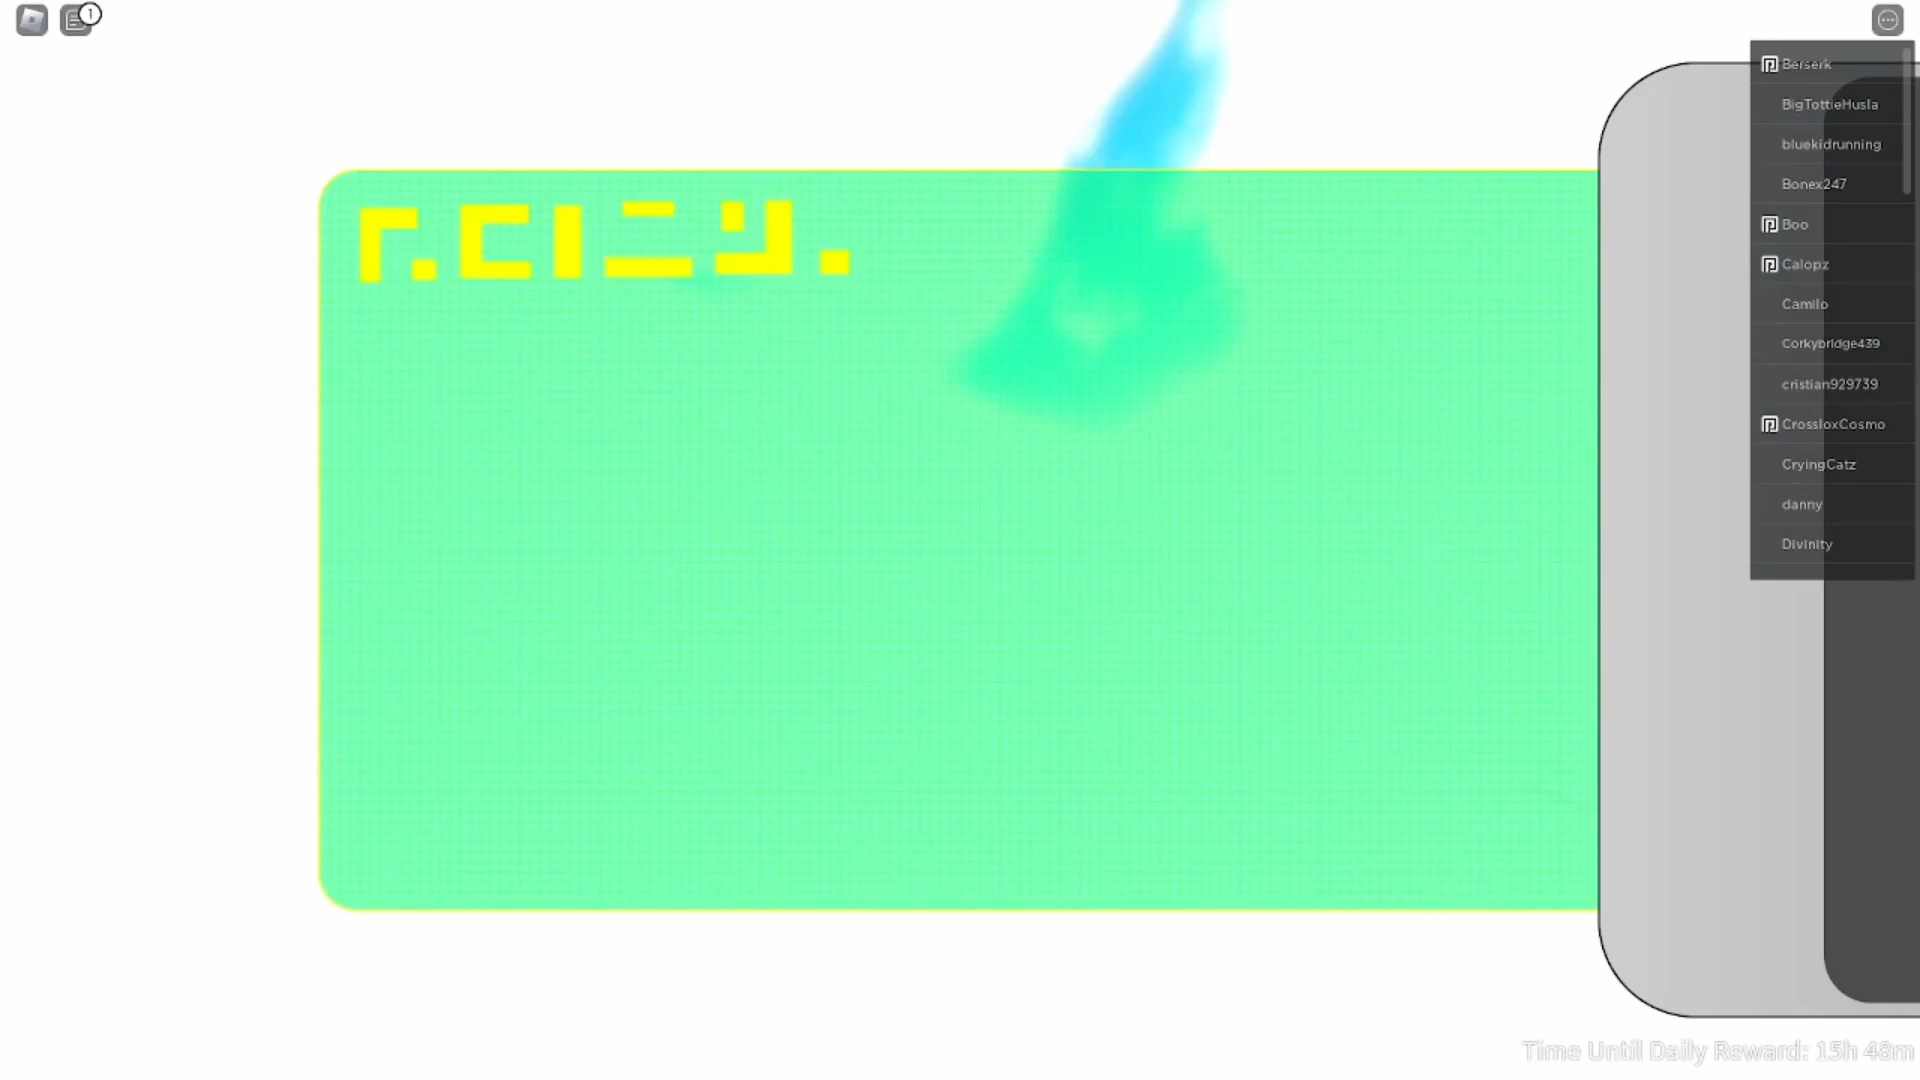 1
Berserk
BigTottieHusla
bluekidrunning
Bonex247
Boo
Calopz
Camilo
Corkybridge439
cristian929739
CrossloxCosmo
CryingCatz
danny
Divinity
Time Until Daily Reward: 15h 48m